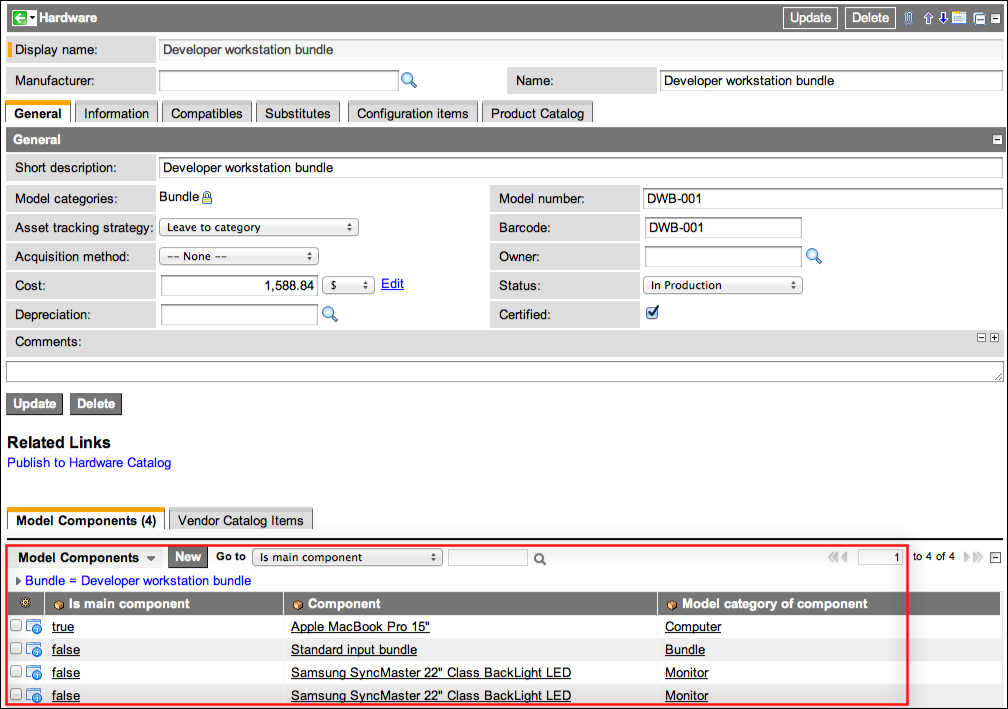 Hardware Update Delete
Display name: Developer workstation bundle
Manufacturer: Name: Developer workstation bundle
General Information Compatibles Substitutes Configuration items Product Catalog
General
Short description: Developer workstation bundle
Model categories: Bundle Model number: DWB-001
Asset tracking strategy: Leave to category Barcode: DWB-001
Acquisition method: -- None -- Owner:
Cost: 1,588.84 $ Edit Status: In Production
Depreciation: Certified:
Comments:
Update Delete
Related Links
Publish to Hardware Catalog
Model Components (4) Vendor Catalog Items
Model Components New Go to Is main component 1 to 4 of 4
Bundle = Developer workstation bundle
Is main component Component Model category of component
true Apple MacBook Pro 15" Computer
false Standard input bundle Bundle
false Samsung SyncMaster 22" Class BackLight LED Monitor
false Samsung SyncMaster 22" Class BackLight LED Monitor